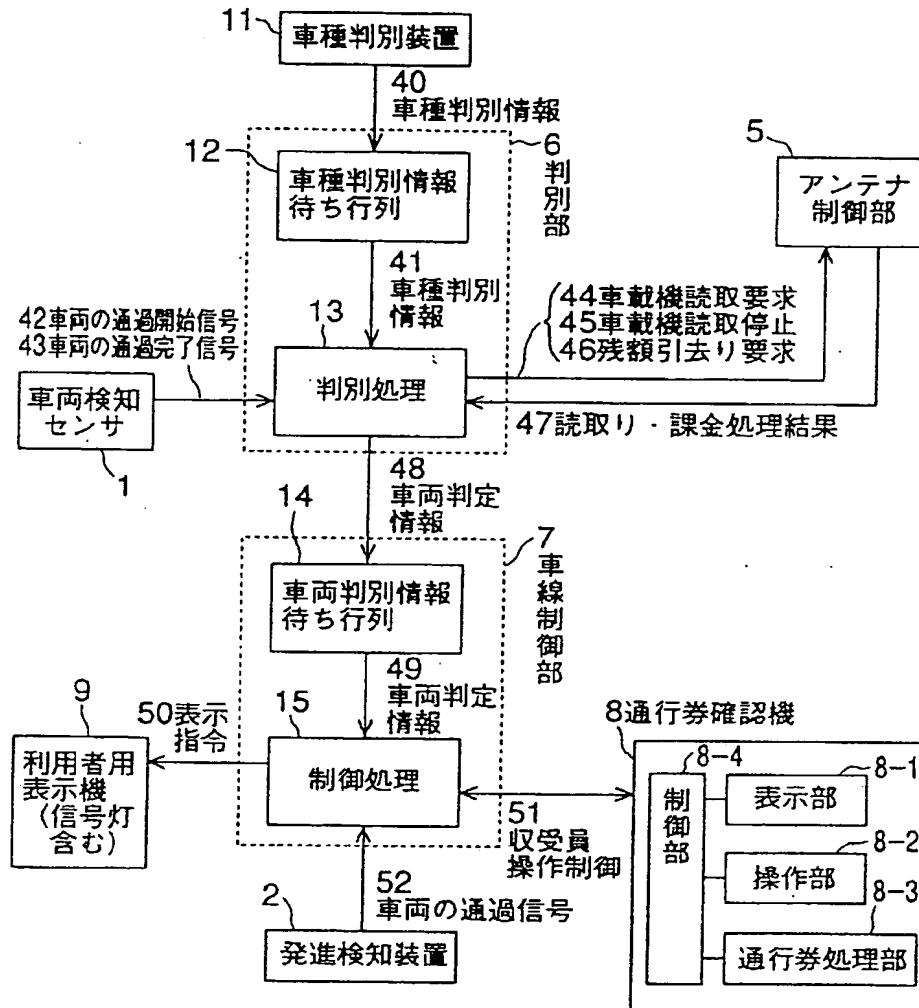 11
車種判別装置
40
車種判別情報
12
車種判別情報
待ち行列
6
判別部
5
アンテナ
制御部
41
車種判別
情報
44車載機読取要求
45車載機読取停止
46残額引去り要求
42車両の通過開始信号
43車両の通過完了信号
13
判別処理
車両検知
センサ
1
47読取り・課金処理結果
48
車両判定
情報
14
車両判別情報
待ち行列
7
車線制御部
49
車両判定
情報
9
50表示
指令
15
制御処理
利用者用
表示機
(信号灯
含む)
8通行券確認機
8-4
制御部
8-1
表示部
8-2
操作部
8-3
通行券処理部
51
収受員
操作制御
52
車両の通過信号
2
発進検知装置